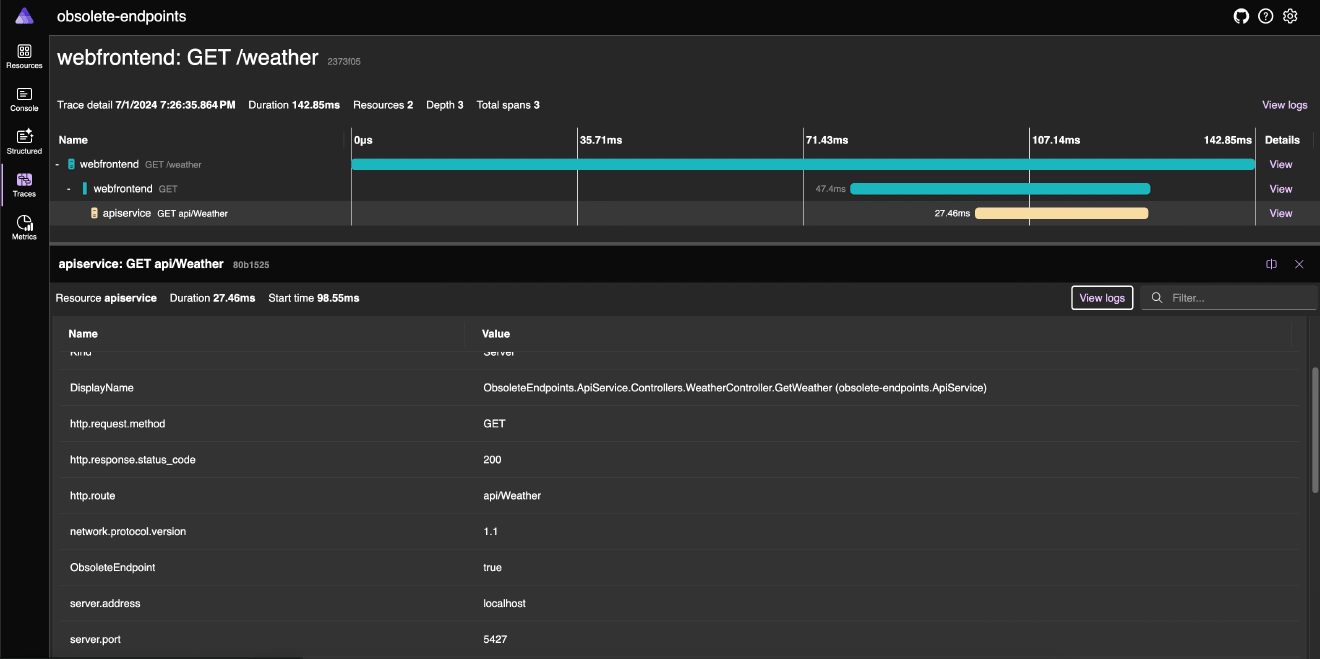 obsolete-endpoints
Resources
Console
Structured
Traces
Metrics
webfrontend: GET /weather 2373f05
Trace detail 7/1/2024 7:26:35.864 PM Duration 142.85ms Resources 2 Depth 3 Total spans 3 View logs
Name 0μs 35.71ms 71.43ms 107.14ms 142.85ms Details
- webfrontend GET /weather View
- webfrontend GET 47.4ms View
apiservice GET api/Weather 27.46ms View
apiservice: GET api/Weather 80b1525
Resource apiservice Duration 27.46ms Start time 98.55ms View logs Filter...
Name Value
Kind Server
DisplayName ObsoleteEndpoints.ApiService.Controllers.WeatherController.GetWeather (obsolete-endpoints.ApiService)
http.request.method GET
http.response.status_code 200
http.route api/Weather
network.protocol.version 1.1
ObsoleteEndpoint true
server.address localhost
server.port 5427